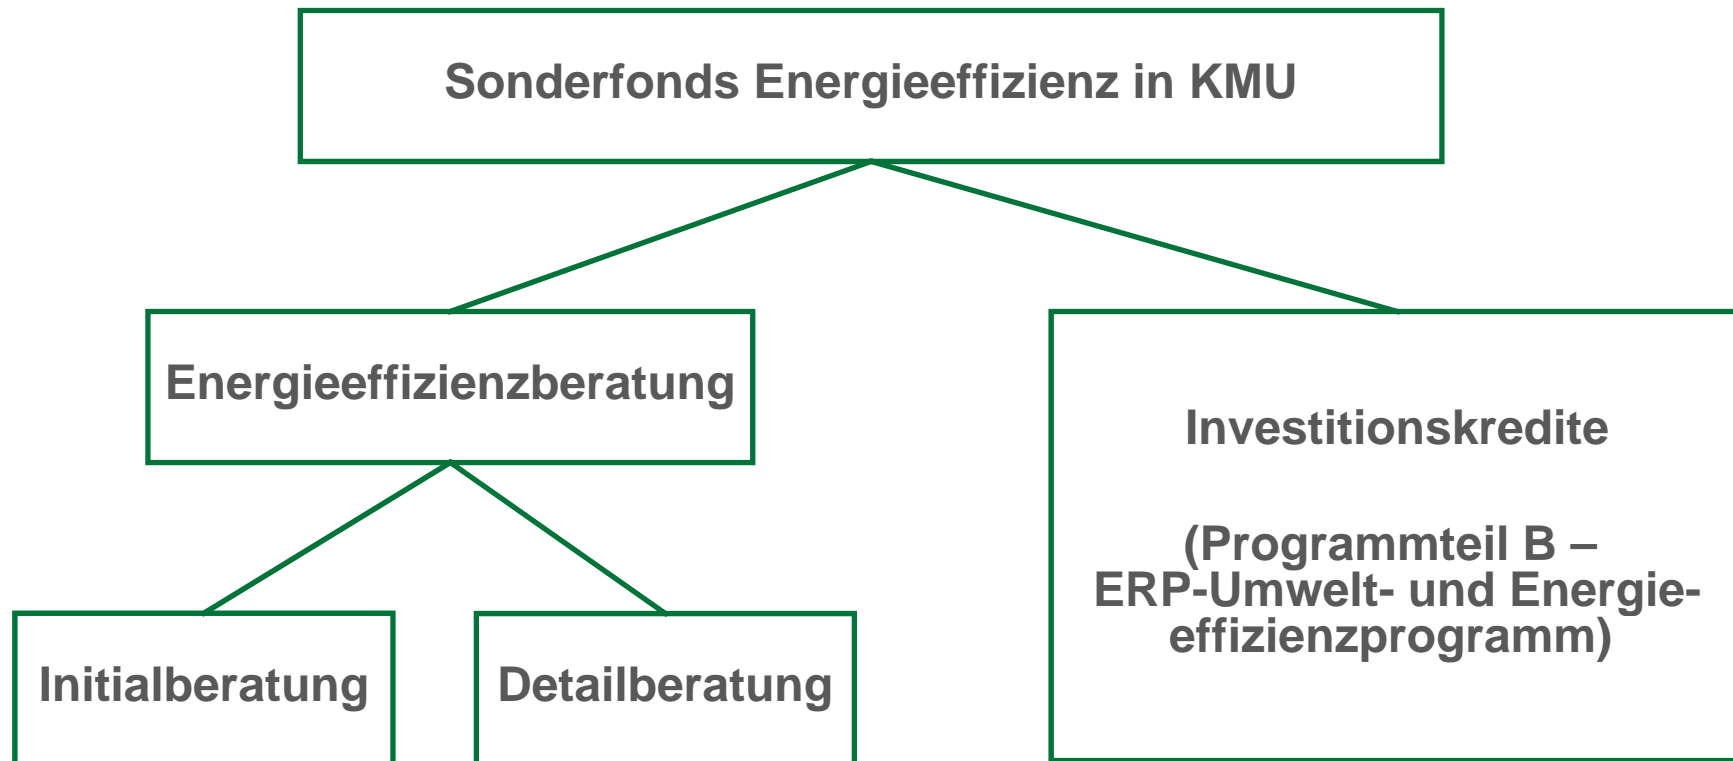 Sonderfonds Energieeffizienz in KMU
Energieeffizienzberatung
Initialberatung
Detailberatung
Investitionskredite
(Programmteil B –
ERP-Umwelt- und Energie-
effizienzprogramm)